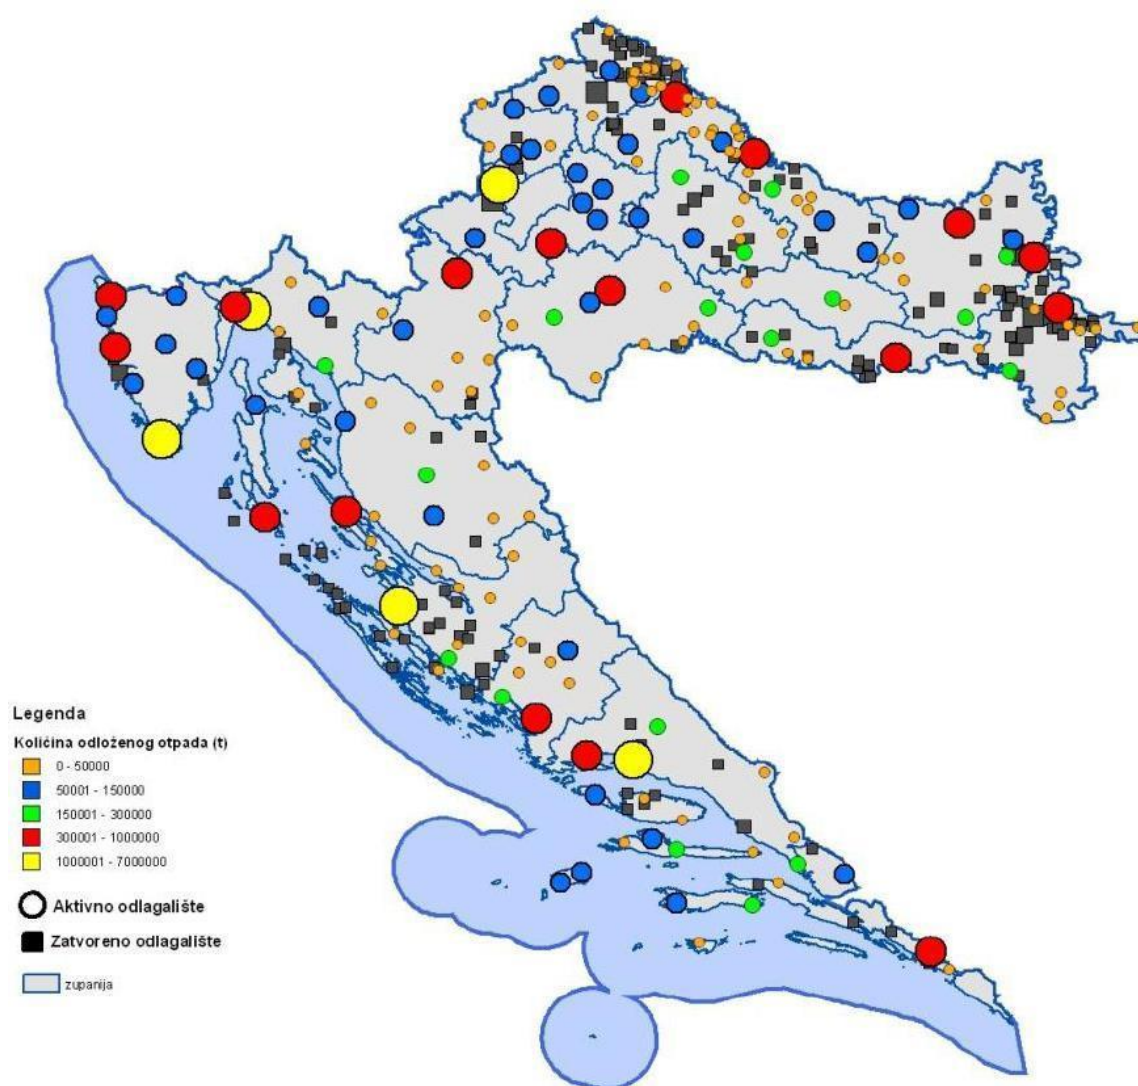 Legenda
Količina odloženog otpada (t)
0 - 50000
50001 - 150000
150001 - 300000
300001 - 1000000
1000001 - 7000000
Aktivno odlagalište
Zatvoreno odlagalište
zupanija